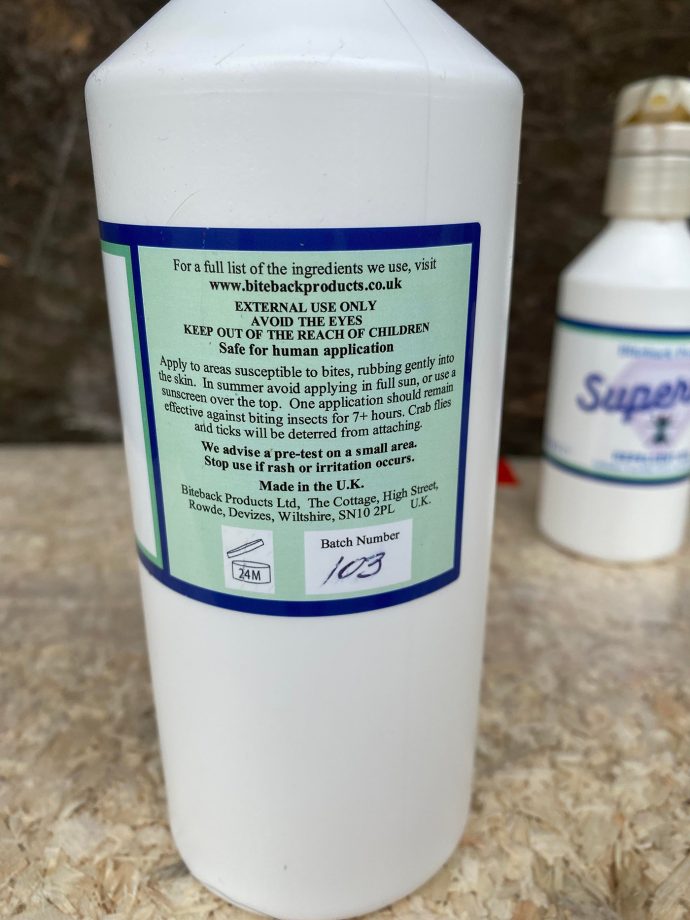 For a full list of the ingredients we use, visit
www.bitebackproducts.co.uk
EXTERNAL USE ONLY
AVOID THE EYES
KEEP OUT OF THE REACH OF CHILDREN
Safe for human application
Apply to areas susceptible to bites, rubbing gently into
the skin. In summer avoid applying in full sun, or use a
sunscreen over the top. One application should remain
effective against biting insects for 7+ hours. Crab flies
and ticks will be deterred from attaching.
We advise a pre-test on a small area.
Stop use if rash or irritation occurs.
Made in the U.K.
Biteback Products Ltd, The Cottage, High Street,
Rowde, Devizes, Wiltshire, SN10 2PL U.K.
24M
Batch Number
103
Super